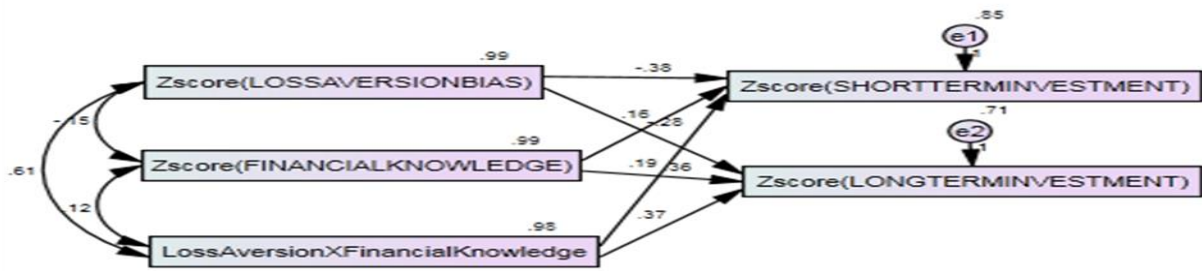 .85
e1
1
.99
Zscore(LOSSAVERSIONBIAS)
-.38
Zscore(SHORTTERMINVESTMENT)
.71
-.15
.16
-.28
e2
1
.99
.61
Zscore(FINANCIALKNOWLEDGE)
.19
.36
Zscore(LONGTERMINVESTMENT)
.12
.98
.37
LossAversionXFinancialKnowledge